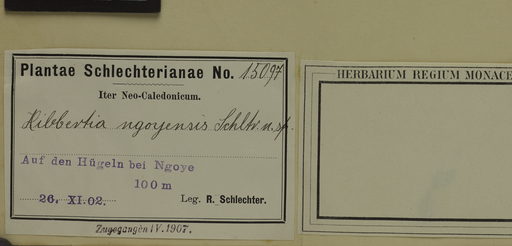 Plantae Schlechterianae No. 15097
Iter Neo-Caledonicum.
Hibbertia ngoyensis Schltr. n. sp.
Auf den Hügeln bei Ngoye
100 m
26. XI.02. Leg. R. Schlechter.
Zugegangen IV. 1907.
HERBARIUM REGIUM MONACE